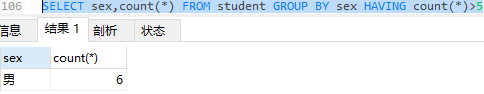 106 SELECT sex,count(*) FROM student GROUP BY sex HAVING count(*)>5
信息 结果 1 剖析 状态
sex count(*)
男 6